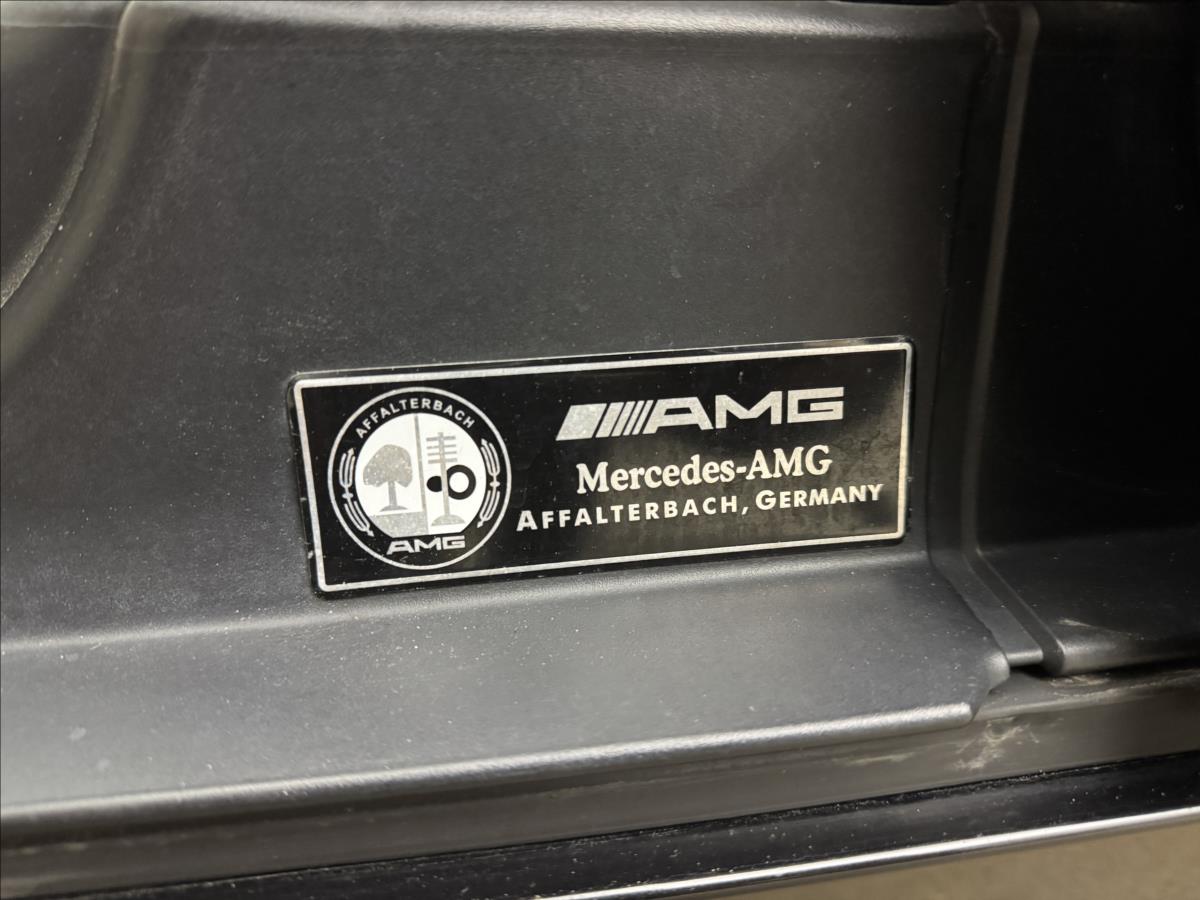 AFFALTERBACH
AMG
AMG
Mercedes-AMG
AFFALTERBACH, GERMANY